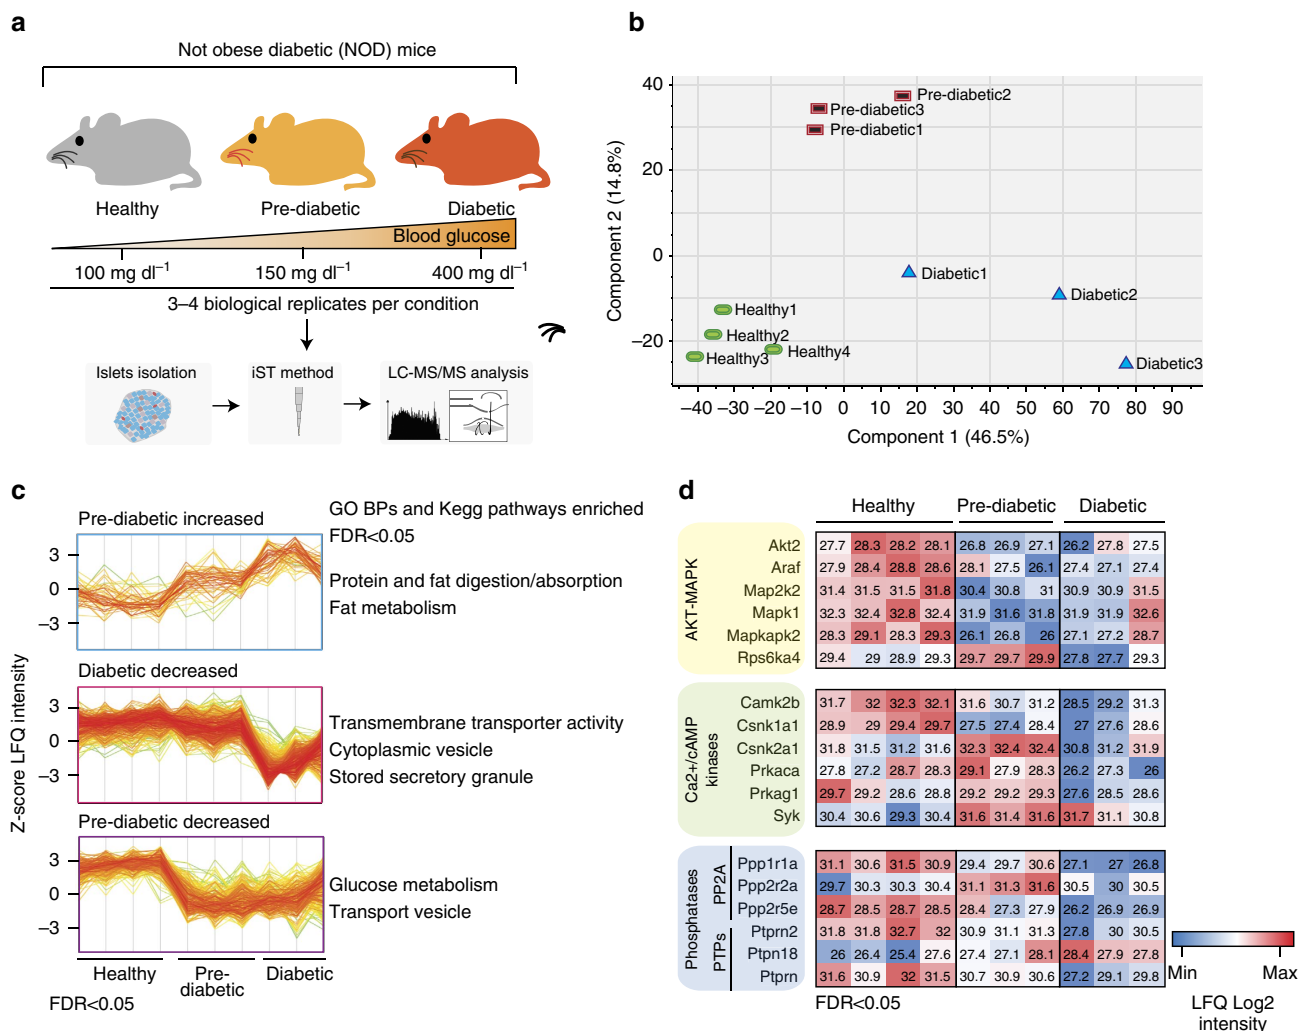 a
Not obese diabetic (NOD) mice
Healthy Pre-diabetic Diabetic
Blood glucose
100 mg dl⁻¹ 150 mg dl⁻¹ 400 mg dl⁻¹
3–4 biological replicates per condition
Islets isolation iST method LC-MS/MS analysis
b
Component 2 (14.8%)
40
20
0
−20
Pre-diabetic2
Pre-diabetic3
Pre-diabetic1
Diabetic1
Diabetic2
Healthy1
Healthy2
Healthy3
Healthy4
Diabetic3
−40 −30 −20 −10 0 10 20 30 40 50 60 70 80 90
Component 1 (46.5%)
c
GO BPs and Kegg pathways enriched
FDR<0.05
Z-score LFQ intensity
Pre-diabetic increased
3
0
−3
Protein and fat digestion/absorption
Fat metabolism
Diabetic decreased
3
0
−3
Transmembrane transporter activity
Cytoplasmic vesicle
Stored secretory granule
Pre-diabetic decreased
3
0
−3
Glucose metabolism
Transport vesicle
Healthy Pre-diabetic Diabetic
FDR<0.05
d
Healthy Pre-diabetic Diabetic
AKT-MAPK
Akt2 27.7 28.3 28.2 28.1 26.8 26.9 27.1 26.2 27.8 27.5
Araf 27.9 28.4 28.8 28.6 28.1 27.5 26.1 27.4 27.1 27.4
Map2k2 31.4 31.5 31.5 31.8 30.4 30.8 31 30.9 30.9 31.5
Mapk1 32.3 32.4 32.8 32.4 31.9 31.6 31.8 31.9 31.9 32.6
Mapkapk2 28.3 29.1 28.3 29.3 26.1 26.8 26 27.1 27.2 28.7
Rps6ka4 29.4 29 28.9 29.3 29.7 29.7 29.9 27.8 27.7 29.3
Ca2+/cAMP
kinases
Camk2b 31.7 32 32.3 32.1 31.6 30.7 31.2 28.5 29.2 31.3
Csnk1a1 28.9 29 29.4 29.7 27.5 27.4 28.4 27 27.6 28.6
Csnk2a1 31.8 31.5 31.2 31.6 32.3 32.4 32.4 30.8 31.2 31.9
Prkaca 27.8 27.2 28.7 28.3 29.1 27.9 28.3 26.2 27.3 26
Prkag1 29.7 29.2 28.6 28.8 29.2 29.2 29.3 27.6 28.5 28.6
Syk 30.4 30.6 29.3 30.4 31.6 31.4 31.6 31.7 31.1 30.8
Phosphatases
PP2A
Ppp1r1a 31.1 30.6 31.5 30.9 29.4 29.7 30.6 27.1 27 26.8
Ppp2r2a 29.7 30.3 30.3 30.4 31.1 31.3 31.6 30.5 30 30.5
Ppp2r5e 28.7 28.5 28.7 28.5 28.4 27.3 27.9 26.2 26.9 26.9
PTPs
Ptprn2 31.8 31.8 32.7 32 30.9 31.1 31.3 27.8 30 30.5
Ptpn18 26 26.4 25.4 27.6 27.4 27.1 28.1 28.4 27.9 27.8
Ptprn 31.6 30.9 32 31.5 30.7 30.9 30.6 27.2 29.1 29.8
FDR<0.05
Min Max
LFQ Log2
intensity